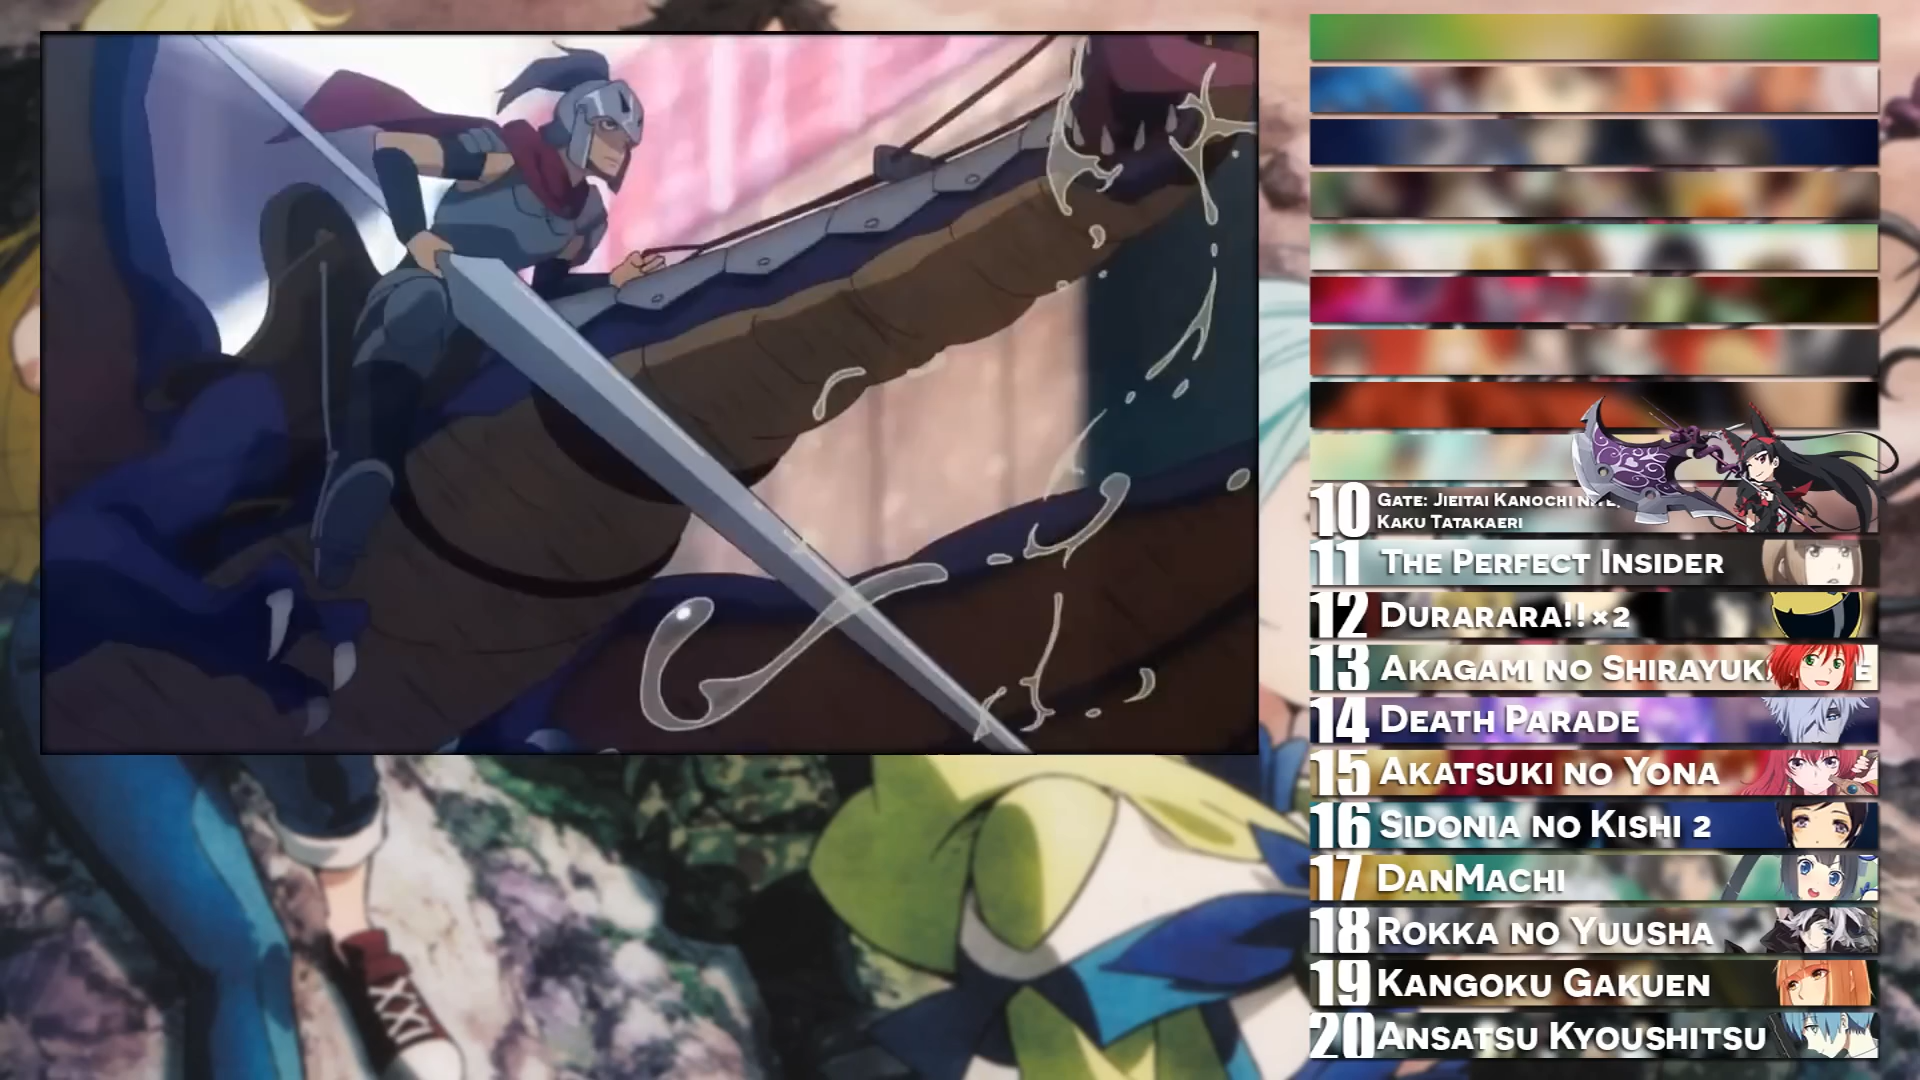 10 Gate: Jieitai Kanochi nite,
Kaku Tatakaeri
11 The Perfect Insider
12 Durarara!!×2
13 Akagami no Shirayuk
14 Death Parade
15 Akatsuki no Yona
16 Sidonia no Kishi 2
17 DanMachi
18 Rokka no Yuusha
19 Kangoku Gakuen
20 Ansatsu Kyoushitsu